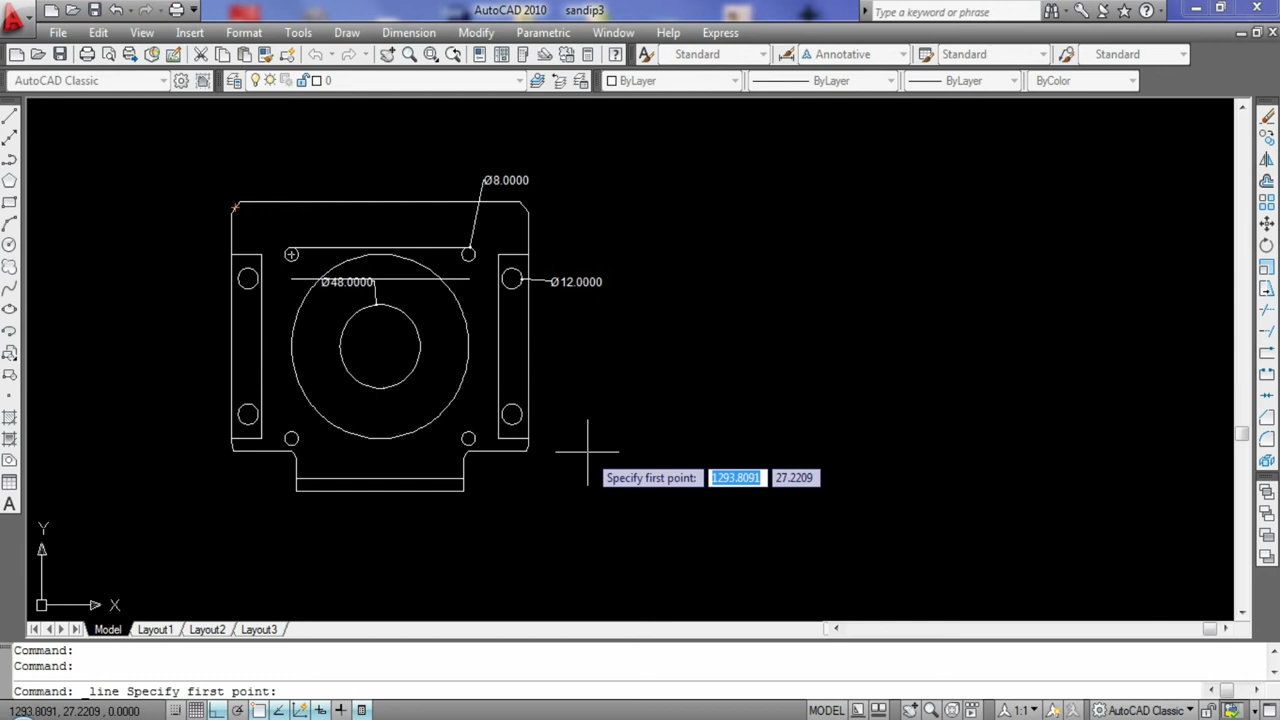 AutoCAD 2010 sandip3
Type a keyword or phrase
File Edit View Insert Format Tools Draw Dimension Modify Parametric Window Help Express
Standard Annotative Standard Standard
AutoCAD Classic 0 ByLayer ByLayer ByLayer ByColor
Ø8.0000
Ø48.0000 Ø12.0000
Specify first point: 1293.8091 27.2209
Y
X
Model Layout1 Layout2 Layout3
Command:
Command:
Command: _line Specify first point:
1293.8091, 27.2209 , 0.0000 MODEL 1:1 AutoCAD Classic